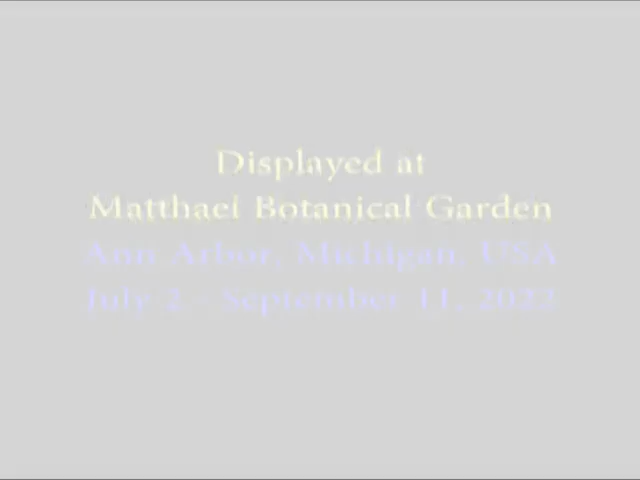 Displayed at
Matthaei Botanical Garden
Ann Arbor, Michigan, USA
July 2 - September 11, 2022